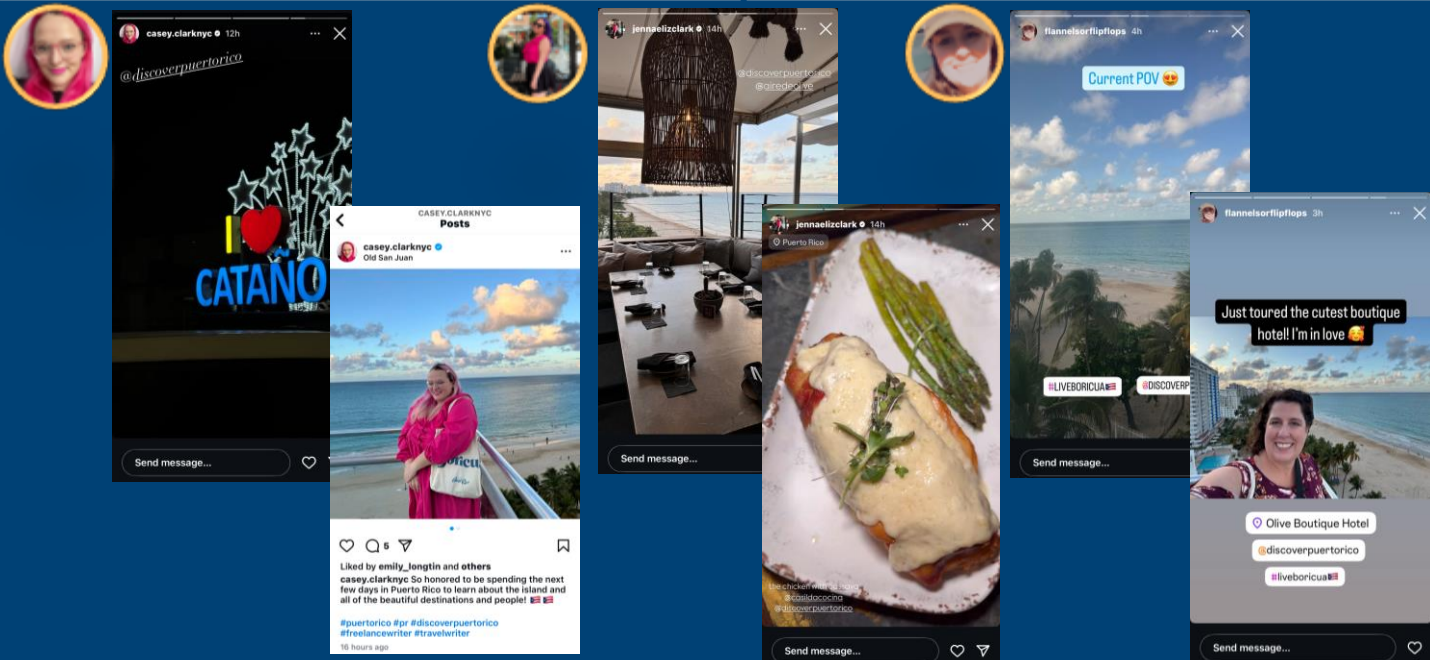 casey.clarknyc 12h
@discoverpuertorico
I
CATAÑO
Send message...
CASEY.CLARKNYC
Posts
casey.clarknyc
Old San Juan
5
Liked by emily_longtin and others
casey.clarknyc So honored to be spending the next
few days in Puerto Rico to learn about the island and
all of the beautiful destinations and people! 🇵🇷 🇵🇷
#puertorico #pr #discoverpuertorico
#freelancewriter #travelwriter
16 hours ago
jennaelizclark 14h
@discoverpuertorico
@airedeolive
Send message...
jennaelizclark 14h
Puerto Rico
@casildacocina
@discoverpuertorico
Send message...
flannelsorflipflops 4h
Current POV 😍
#LIVEBORICUA🇵🇷
@DISCOVERP
Send message...
flannelsorflipflops 3h
Just toured the cutest boutique
hotel! I'm in love 🥰
Olive Boutique Hotel
@discoverpuertorico
#liveboricua🇵🇷
Send message...